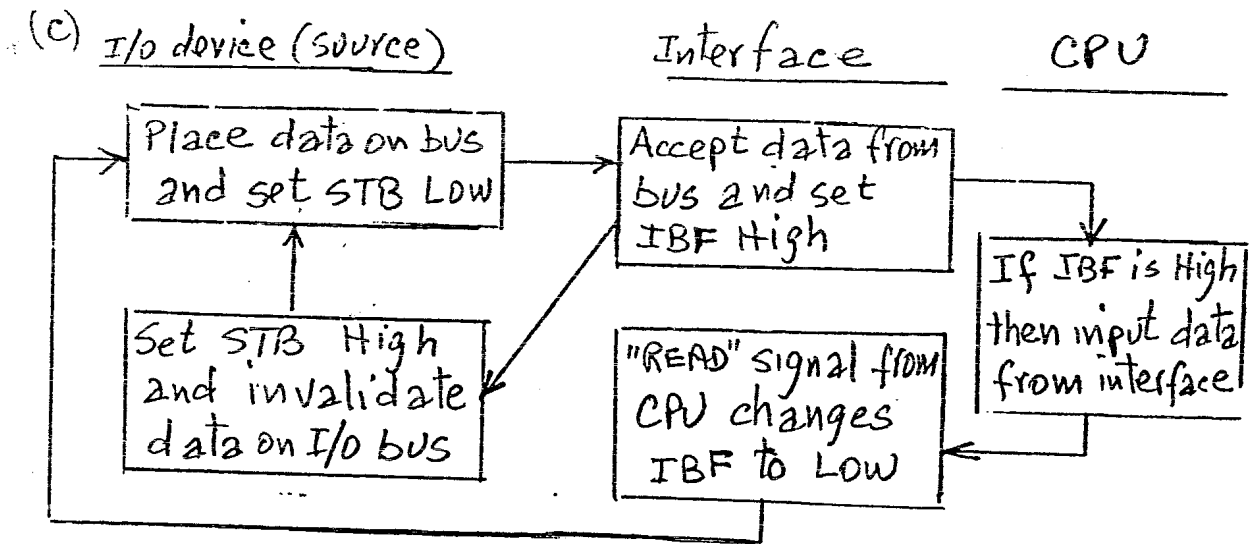 (c) I/O device (source)
Interface
CPU
Place data on bus
and set STB Low
Accept data from
bus and set
IBF High
If IBF is High
then input data
from interface
Set STB High
and invalidate
data on I/O bus
"READ" signal from
CPU changes
IBF to LOW
...